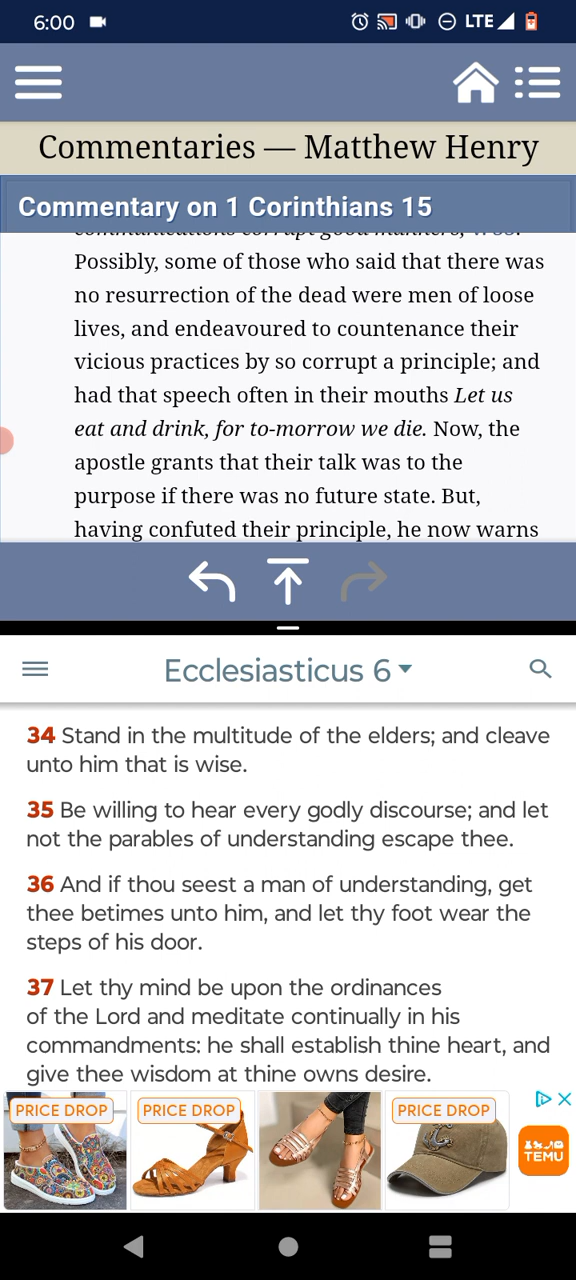 6:00
LTE
Commentaries — Matthew Henry
Commentary on 1 Corinthians 15
communications corrupt good manners,
Possibly, some of those who said that there was
no resurrection of the dead were men of loose
lives, and endeavoured to countenance their
vicious practices by so corrupt a principle; and
had that speech often in their mouths Let us
eat and drink, for to-morrow we die. Now, the
apostle grants that their talk was to the
purpose if there was no future state. But,
having confuted their principle, he now warns
Ecclesiasticus 6
34 Stand in the multitude of the elders; and cleave
unto him that is wise.
35 Be willing to hear every godly discourse; and let
not the parables of understanding escape thee.
36 And if thou seest a man of understanding, get
thee betimes unto him, and let thy foot wear the
steps of his door.
37 Let thy mind be upon the ordinances
of the Lord and meditate continually in his
commandments: he shall establish thine heart, and
give thee wisdom at thine owns desire.
PRICE DROP
PRICE DROP
PRICE DROP
TEMU